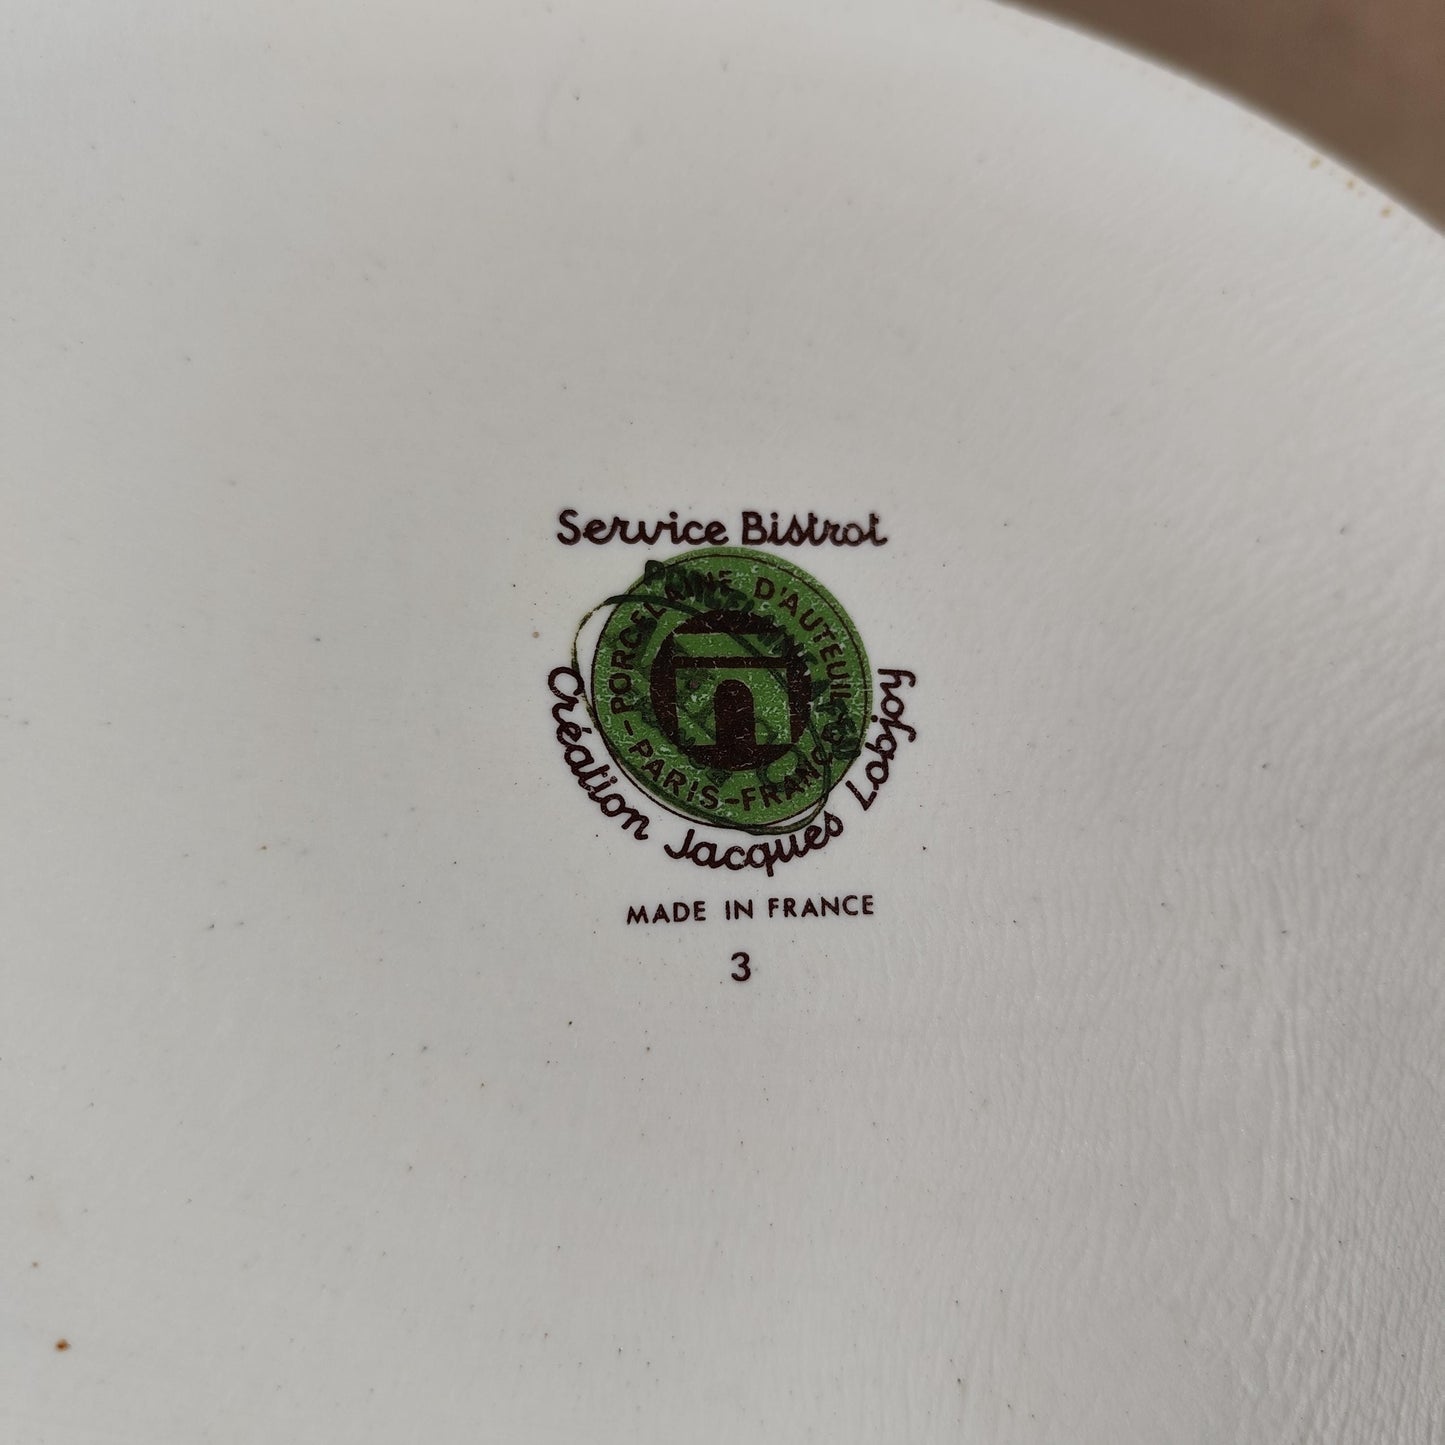 Service Bistrot
PORCELAINE D'AUTEUIL
-PARIS-FRANCE-
Création Jacques Lobjoy
MADE IN FRANCE
3